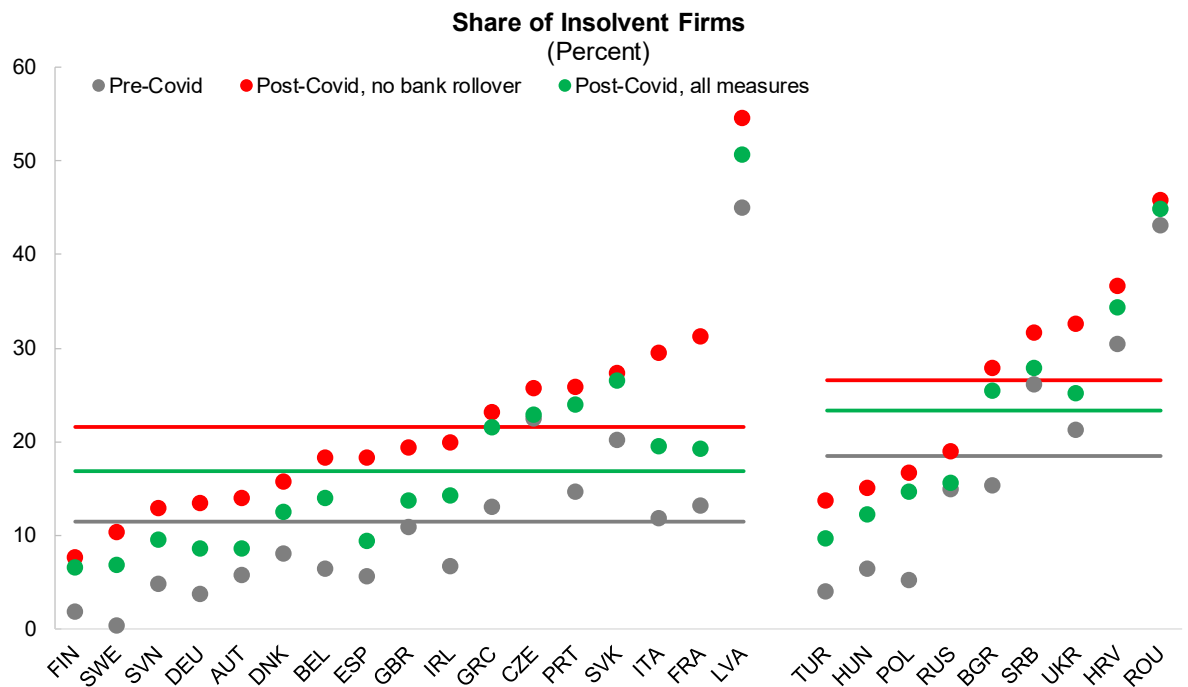 Share of Insolvent Firms
(Percent)
60
Pre-Covid Post-Covid, no bank rollover Post-Covid, all measures
50
40
30
20
10
0
FIN SWE SVN DEU AUT DNK BEL ESP GBR IRL GRC CZE PRT SVK ITA FRA LVA TUR HUN POL RUS BGR SRB UKR HRV ROU